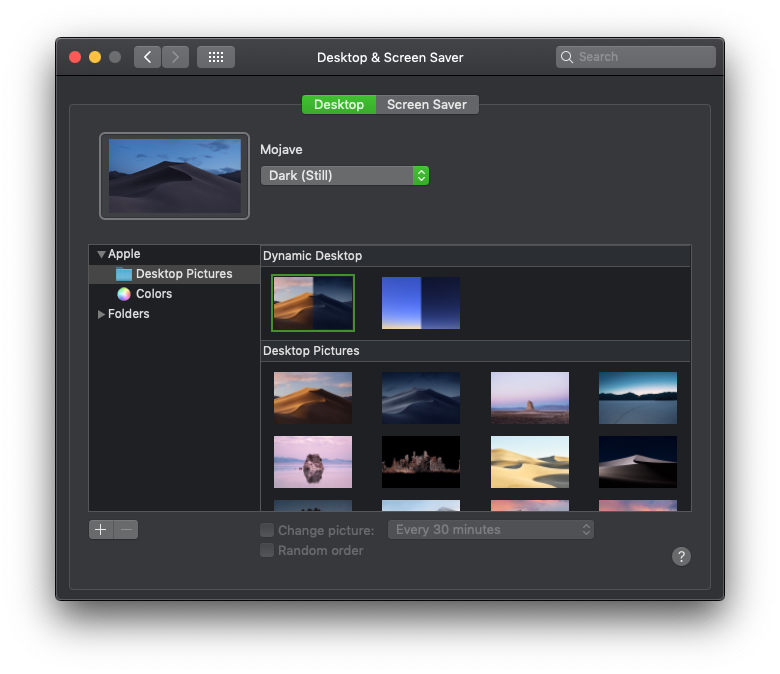 Desktop & Screen Saver
Search
Desktop
Screen Saver
Mojave
Dark (Still)
Apple
Desktop Pictures
Colors
Folders
Dynamic Desktop
Desktop Pictures
Change picture:
Every 30 minutes
Random order
?